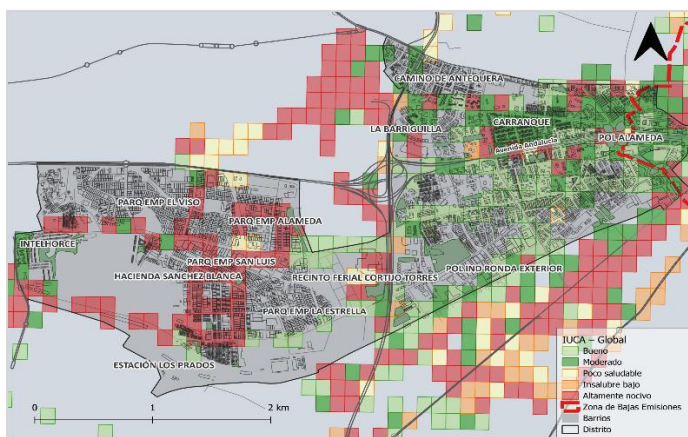 CAMINO DE ANTEQUERA
CARRANQUE
LA BARRIGUILLA
POL ALAMEDA
Avenida Andalucía
PARQ EMP EL VISO
PARQ EMP ALAMEDA
INTELHORCE
PARQ EMP SAN LUIS
HACIENDA SANCHEZ BLANCA
RECINTO FERIAL CORTIJO TORRES
POL IND RONDA EXTERIOR
PARQ EMP LA ESTRELLA
ESTACIÓN LOS PRADOS
0 1 2 km
IUCA – Global
Bueno
Moderado
Poco saludable
Insalubre bajo
Altamente nocivo
Zona de Bajas Emisiones
Barrios
Distrito